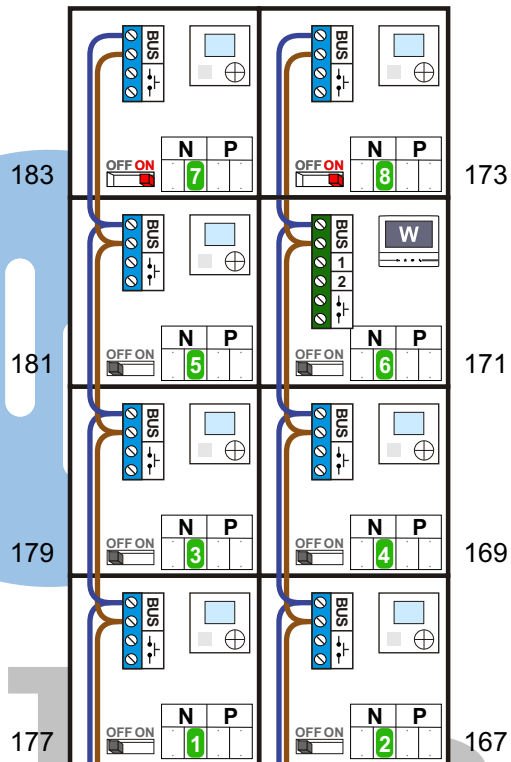 BUS BUS
OFF ON N P OFF ON N P
183 7 8 173
BUS BUS
W
1
2
OFF ON N P OFF ON N P
181 5 6 171
BUS BUS
OFF ON N P OFF ON N P
179 3 4 169
BUS BUS
OFF ON N P OFF ON N P
177 1 2 167